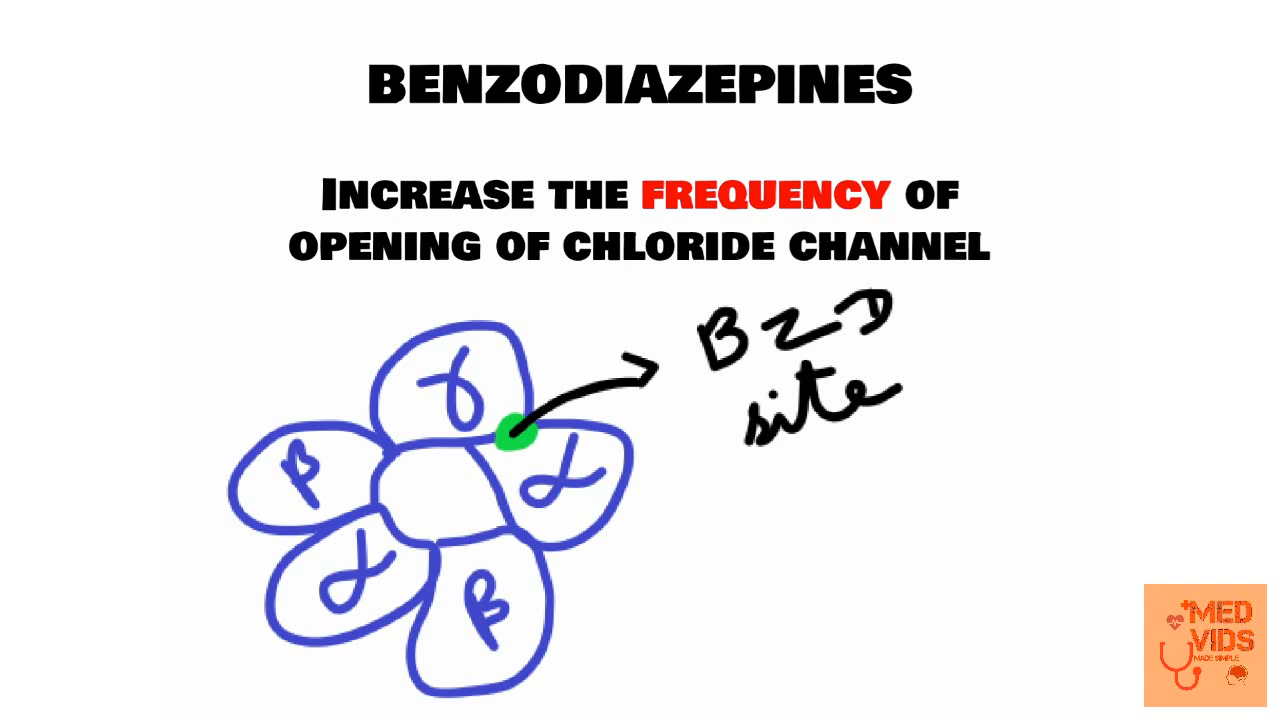 BENZODIAZEPINES
INCREASE THE FREQUENCY OF
OPENING OF CHLORIDE CHANNEL
BZD
site
γ
β
α
α
β
MED
VIDS
MADE SIMPLE